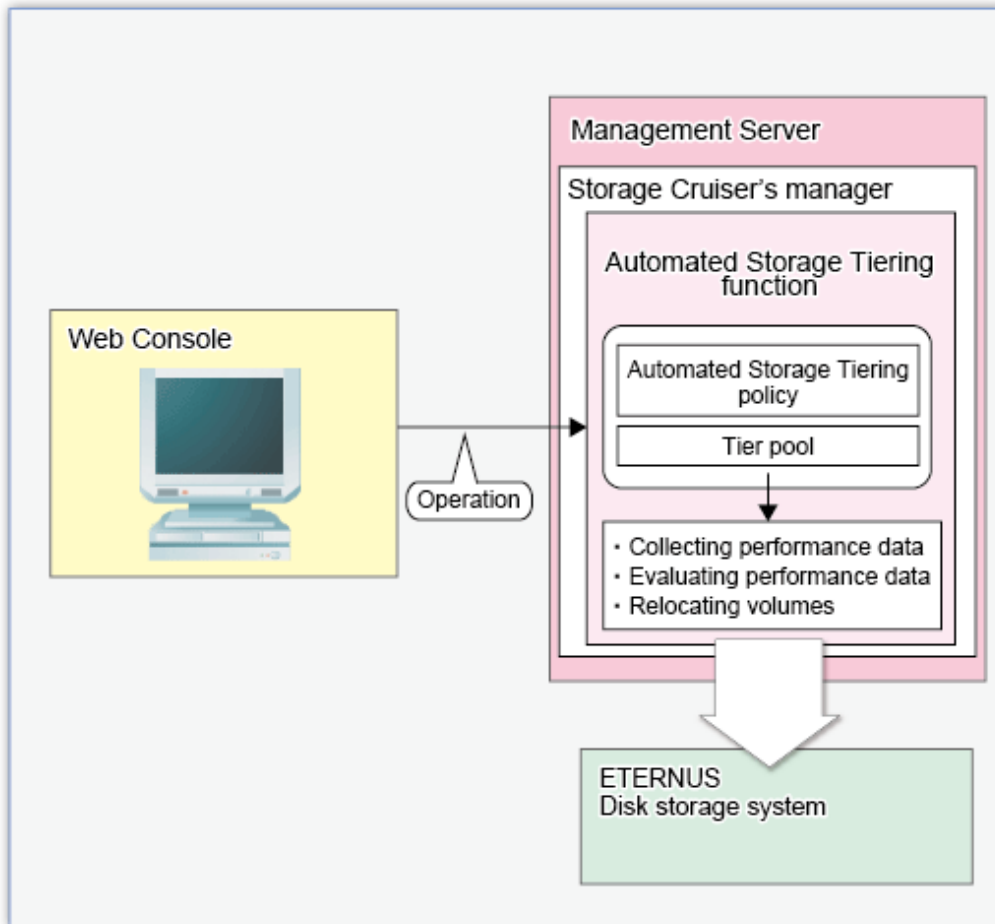 Management Server
Storage Cruiser's manager
Automated Storage Tiering
function
Web Console
Automated Storage Tiering
policy
Tier pool
Operation
・Collecting performance data
・Evaluating performance data
・Relocating volumes
ETERNUS
Disk storage system